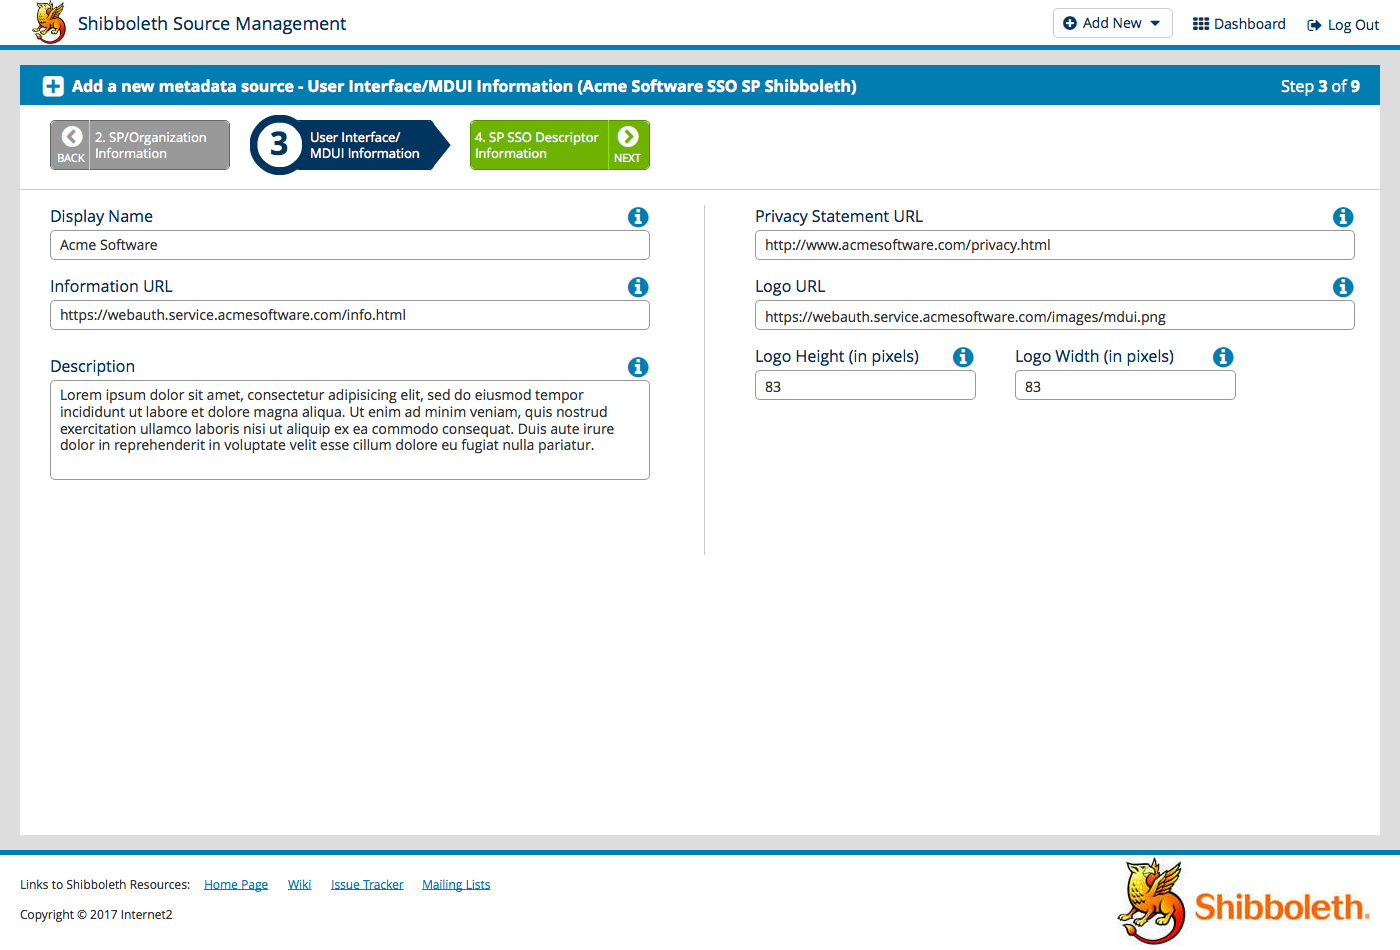 Shibboleth Source Management
Add New
Dashboard
Log Out
Add a new metadata source - User Interface/MDUI Information (Acme Software SSO SP Shibboleth)
Step 3 of 9
BACK
2. SP/Organization
Information
3
User Interface/
MDUI Information
4. SP SSO Descriptor
Information
NEXT
Display Name
Acme Software
Information URL
https://webauth.service.acmesoftware.com/info.html
Description
Lorem ipsum dolor sit amet, consectetur adipisicing elit, sed do eiusmod tempor
incididunt ut labore et dolore magna aliqua. Ut enim ad minim veniam, quis nostrud
exercitation ullamco laboris nisi ut aliquip ex ea commodo consequat. Duis aute irure
dolor in reprehenderit in voluptate velit esse cillum dolore eu fugiat nulla pariatur.
Privacy Statement URL
http://www.acmesoftware.com/privacy.html
Logo URL
https://webauth.service.acmesoftware.com/images/mdui.png
Logo Height (in pixels)
83
Logo Width (in pixels)
83
Links to Shibboleth Resources: Home Page Wiki Issue Tracker Mailing Lists
Copyright © 2017 Internet2
Shibboleth.